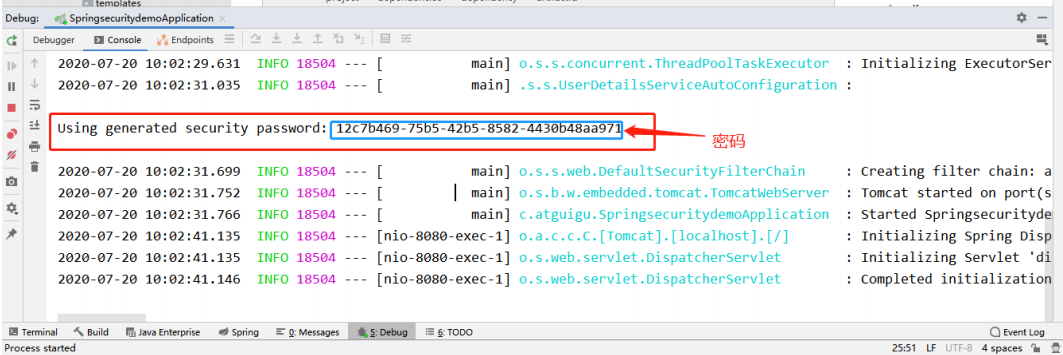 templates
Debug: SpringsecuritydemoApplication ×
Debugger Console Endpoints
2020-07-20 10:02:29.631 INFO 18504 --- [ main] o.s.s.concurrent.ThreadPoolTaskExecutor : Initializing ExecutorSer
2020-07-20 10:02:31.035 INFO 18504 --- [ main] .s.s.UserDetailsServiceAutoConfiguration :
Using generated security password: 12c7b469-75b5-42b5-8582-4430b48aa971
密码
2020-07-20 10:02:31.699 INFO 18504 --- [ main] o.s.s.web.DefaultSecurityFilterChain : Creating filter chain: a
2020-07-20 10:02:31.752 INFO 18504 --- [ main] o.s.b.w.embedded.tomcat.TomcatWebServer : Tomcat started on port(s
2020-07-20 10:02:31.766 INFO 18504 --- [ main] c.atguigu.SpringsecuritydemoApplication : Started Springsecurityde
2020-07-20 10:02:41.135 INFO 18504 --- [nio-8080-exec-1] o.a.c.c.C.[Tomcat].[localhost].[/] : Initializing Spring Disp
2020-07-20 10:02:41.135 INFO 18504 --- [nio-8080-exec-1] o.s.web.servlet.DispatcherServlet : Initializing Servlet 'di
2020-07-20 10:02:41.146 INFO 18504 --- [nio-8080-exec-1] o.s.web.servlet.DispatcherServlet : Completed initialization
Terminal Build Java Enterprise Spring 0: Messages 5: Debug 6: TODO Event Log
Process started 25:51 LF UTF-8 4 spaces